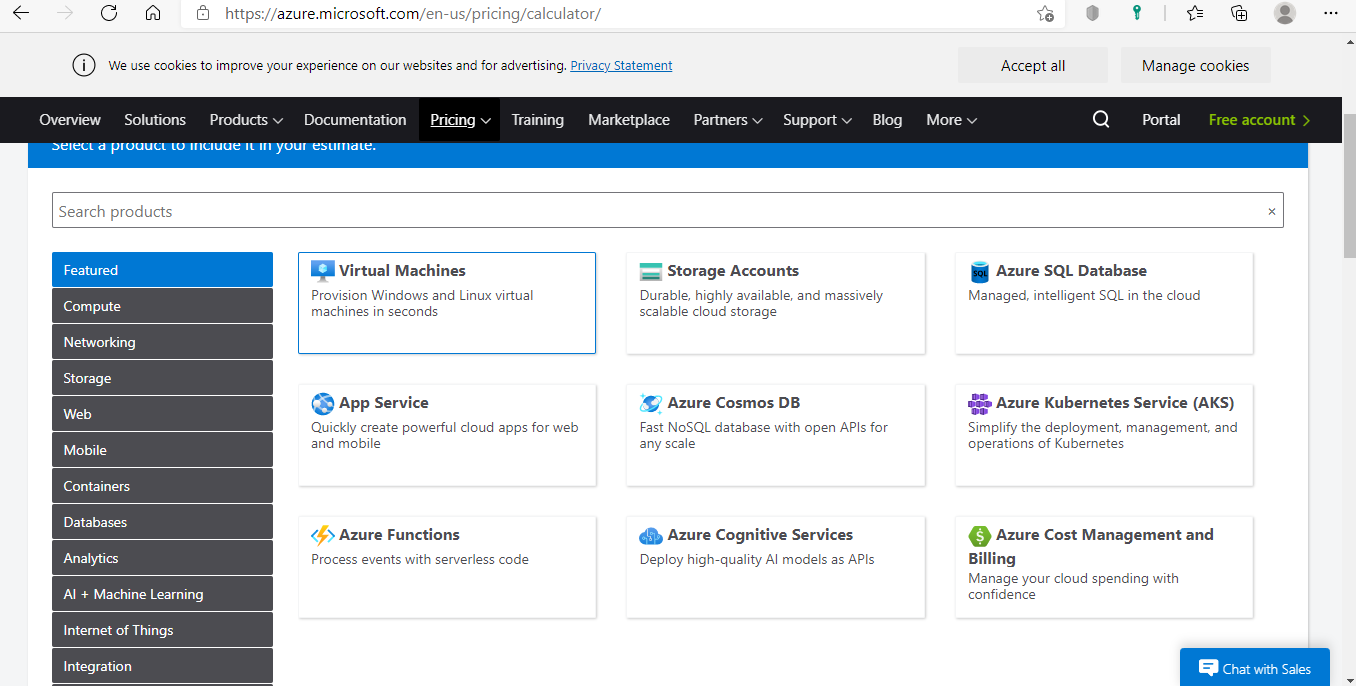 https://azure.microsoft.com/en-us/pricing/calculator/
We use cookies to improve your experience on our websites and for advertising. Privacy Statement
Accept all
Manage cookies
Overview
Solutions
Products
Documentation
Pricing
Training
Marketplace
Partners
Support
Blog
More
Portal
Free account
Select a product to include it in your estimate.
Search products
Featured
Compute
Networking
Storage
Web
Mobile
Containers
Databases
Analytics
AI + Machine Learning
Internet of Things
Integration
Virtual Machines
Provision Windows and Linux virtual
machines in seconds
Storage Accounts
Durable, highly available, and massively
scalable cloud storage
SQL
Azure SQL Database
Managed, intelligent SQL in the cloud
App Service
Quickly create powerful cloud apps for web
and mobile
Azure Cosmos DB
Fast NoSQL database with open APIs for
any scale
Azure Kubernetes Service (AKS)
Simplify the deployment, management, and
operations of Kubernetes
Azure Functions
Process events with serverless code
Azure Cognitive Services
Deploy high-quality AI models as APIs
Azure Cost Management and
Billing
Manage your cloud spending with
confidence
Chat with Sales